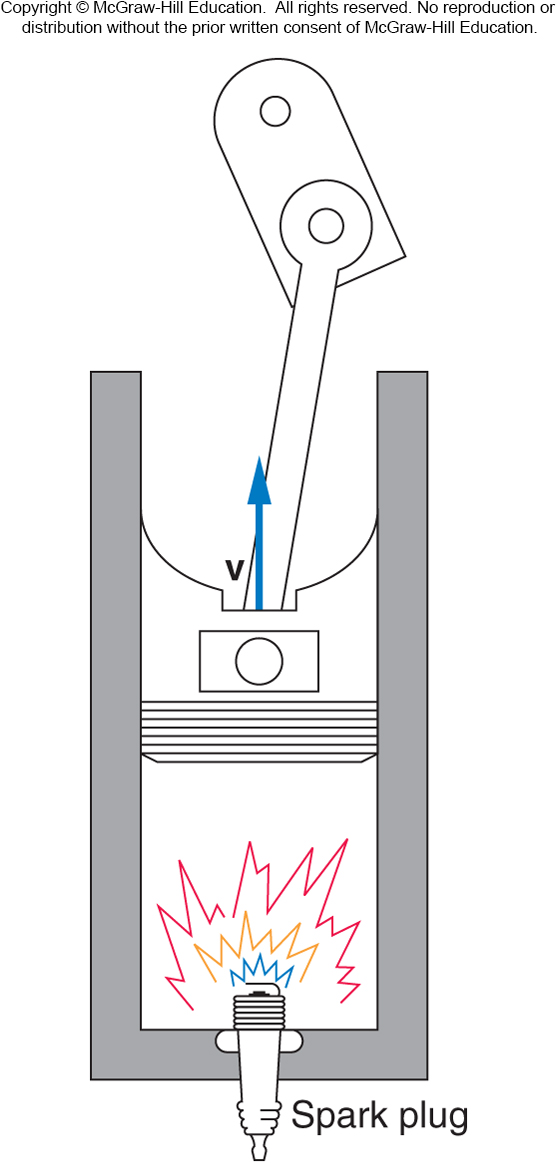 Copyright © McGraw-Hill Education.  All rights reserved. No reproduction or
distribution without the prior written consent of McGraw-Hill Education.
v
Spark plug